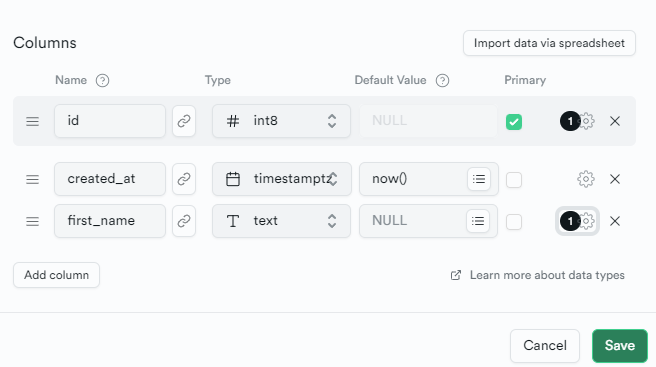 Columns
Import data via spreadsheet
Name ? Type Default Value ? Primary
id # int8 NULL 1
created_at timestamptz now()
first_name T text NULL 1
Add column
Learn more about data types
Cancel Save